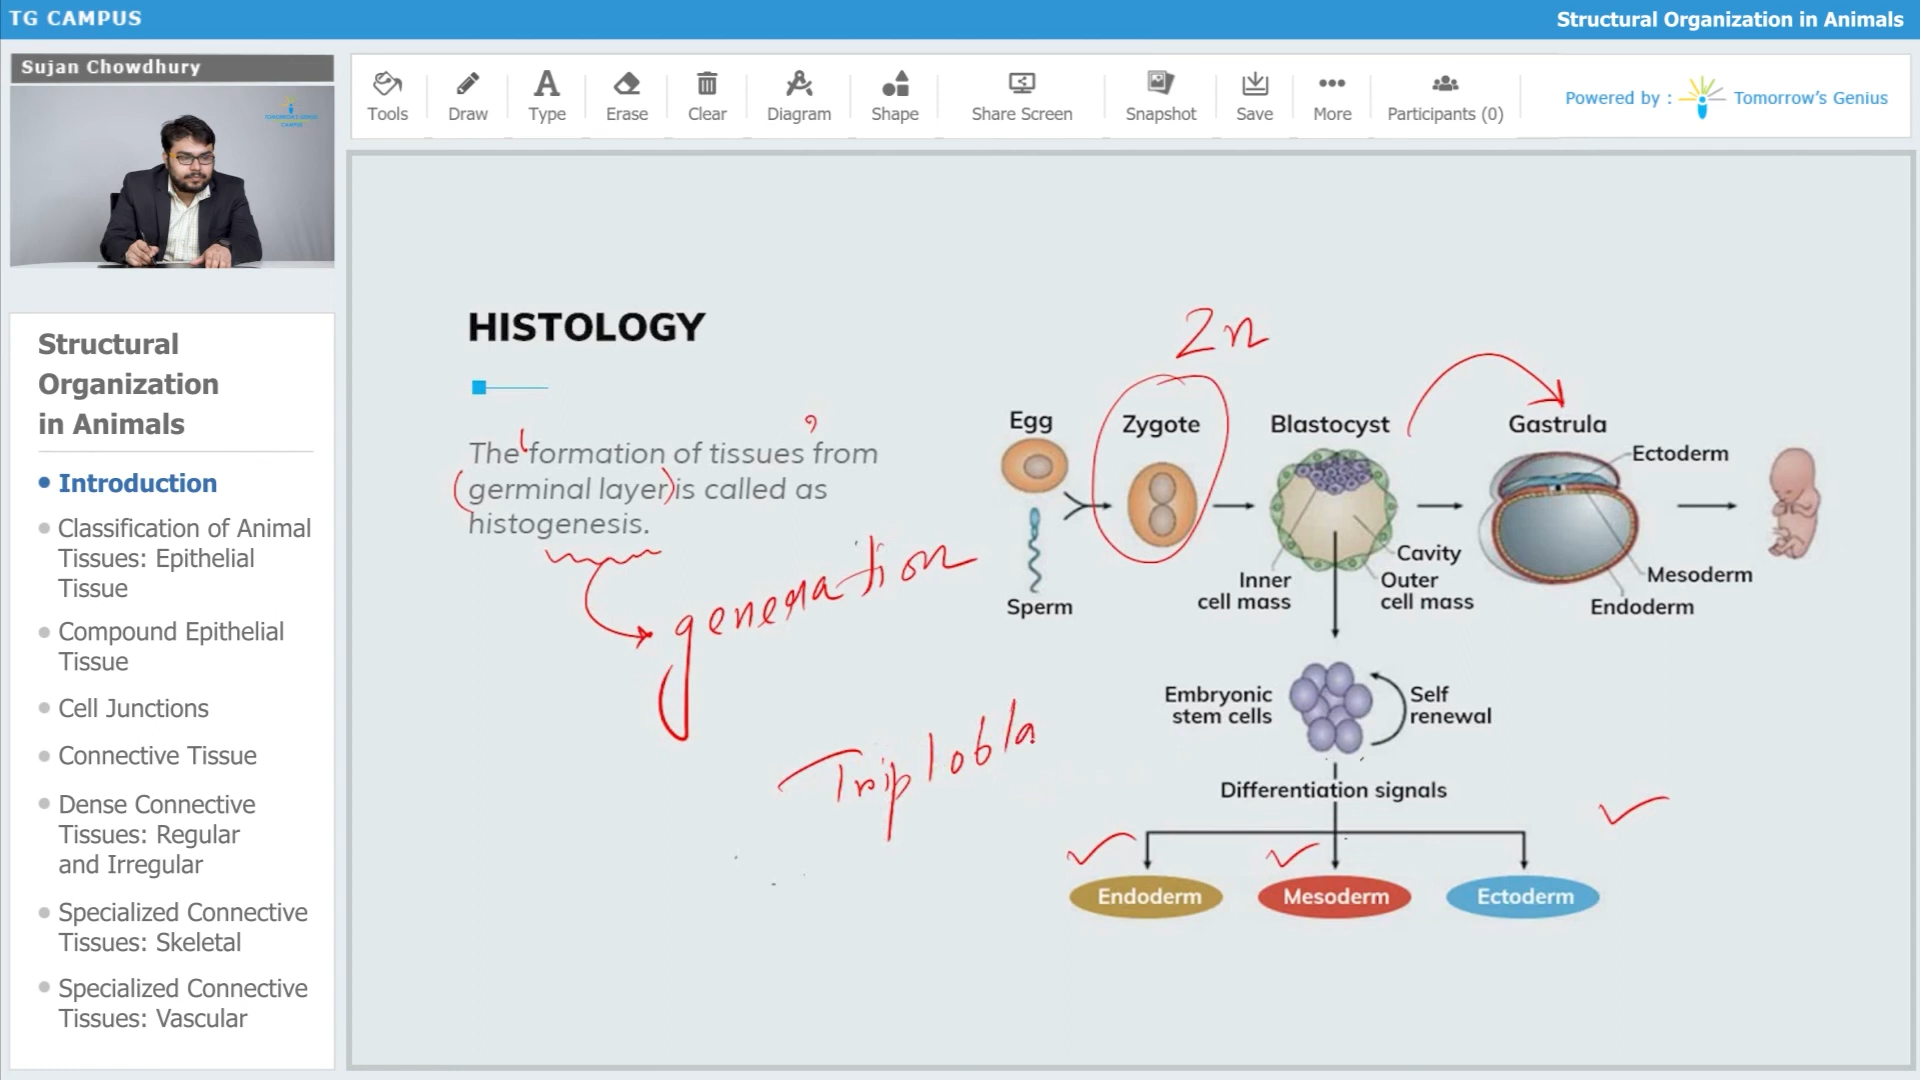 TG CAMPUS
Structural Organization in Animals
Sujan Chowdhury
TOMORROW'S GENIUS
CAMPUS
Tools
Draw
Type
Erase
Clear
Diagram
Shape
Share Screen
Snapshot
Save
More
Participants (0)
Powered by :
Tomorrow's Genius
Structural
Organization
in Animals
Introduction
Classification of Animal
Tissues: Epithelial
Tissue
Compound Epithelial
Tissue
Cell Junctions
Connective Tissue
Dense Connective
Tissues: Regular
and Irregular
Specialized Connective
Tissues: Skeletal
Specialized Connective
Tissues: Vascular
HISTOLOGY
The formation of tissues from
germinal layer is called as
histogenesis.
generation
Triplobla
2n
Egg
Zygote
Blastocyst
Gastrula
Ectoderm
Cavity
Inner
cell mass
Outer
cell mass
Mesoderm
Endoderm
Sperm
Embryonic
stem cells
Self
renewal
Differentiation signals
Endoderm
Mesoderm
Ectoderm